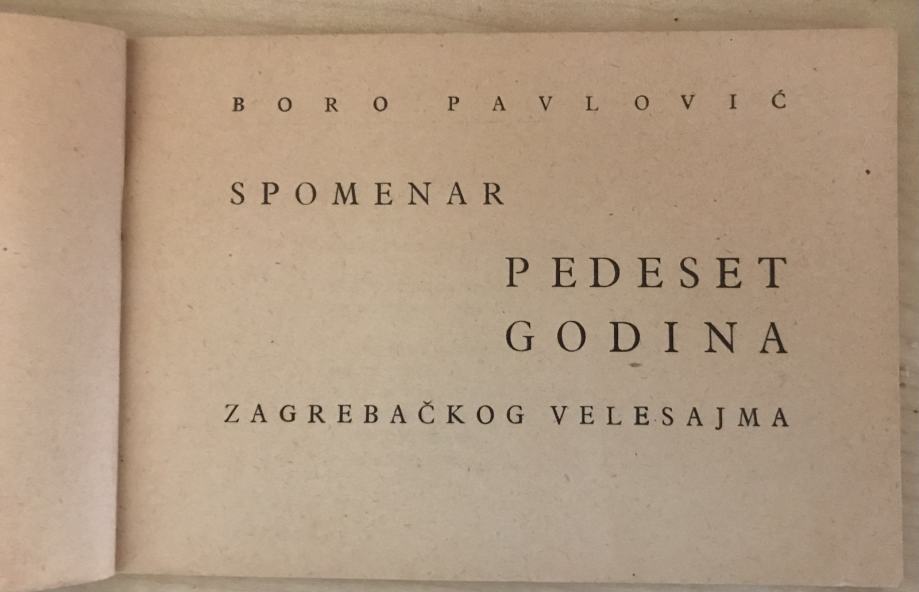 BORO PAVLOVIĆ
SPOMENAR
PEDESET
GODINA
ZAGREBAČKOG VELESAJMA